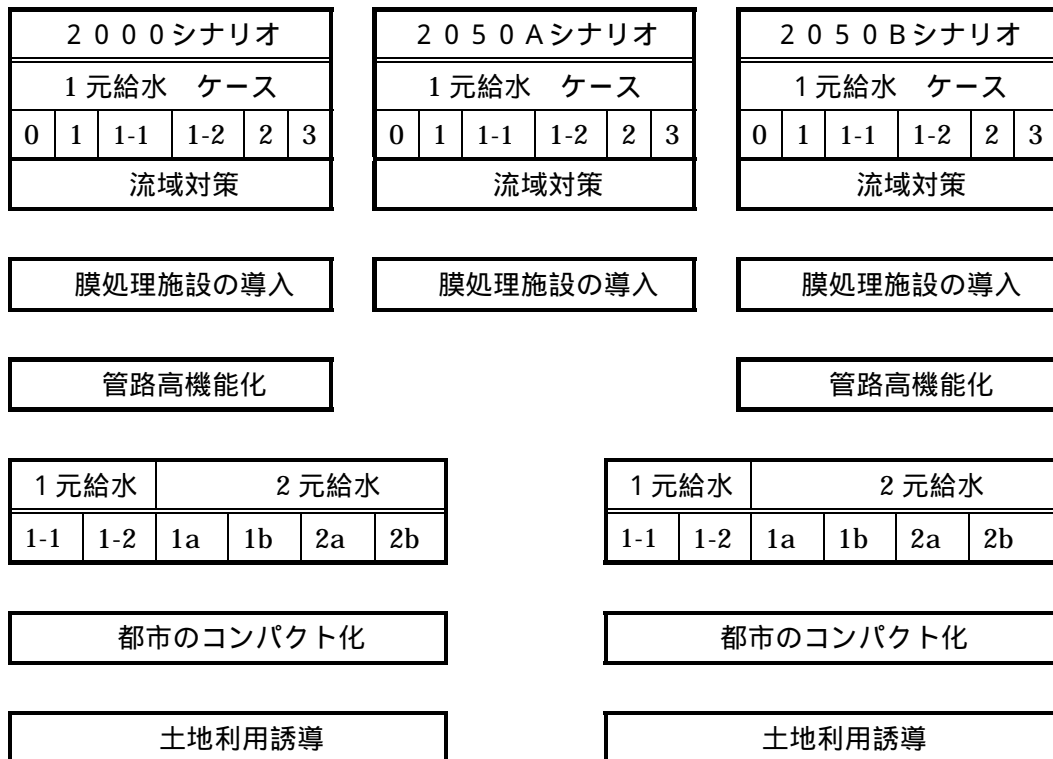 ２０００シナリオ ２０５０Ａシナリオ ２０５０Ｂシナリオ
1元給水　ケース 1元給水　ケース 1元給水　ケース
0 1 1-1 1-2 2 3 0 1 1-1 1-2 2 3 0 1 1-1 1-2 2 3
流域対策 流域対策 流域対策
膜処理施設の導入 膜処理施設の導入 膜処理施設の導入
管路高機能化 管路高機能化
1元給水 2元給水 1元給水 2元給水
1-1 1-2 1a 1b 2a 2b 1-1 1-2 1a 1b 2a 2b
都市のコンパクト化 都市のコンパクト化
土地利用誘導 土地利用誘導